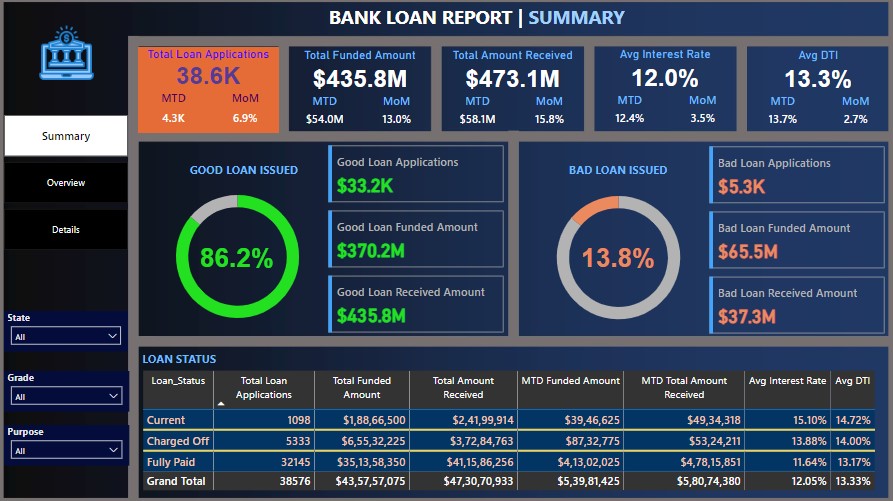 BANK LOAN REPORT | SUMMARY
Total Loan Applications
38.6K
MTD MoM
4.3K 6.9%
Total Funded Amount
$435.8M
MTD MoM
$54.0M 13.0%
Total Amount Received
$473.1M
MTD MoM
$58.1M 15.8%
Avg Interest Rate
12.0%
MTD MoM
12.4% 3.5%
Avg DTI
13.3%
MTD MoM
13.7% 2.7%
Summary
Overview
Details
State
All
Grade
All
Purpose
All
GOOD LOAN ISSUED
86.2%
Good Loan Applications
$33.2K
Good Loan Funded Amount
$370.2M
Good Loan Received Amount
$435.8M
BAD LOAN ISSUED
13.8%
Bad Loan Applications
$5.3K
Bad Loan Funded Amount
$65.5M
Bad Loan Received Amount
$37.3M
LOAN STATUS
Loan_Status Total Loan Applications Total Funded Amount Total Amount Received MTD Funded Amount MTD Total Amount Received Avg Interest Rate Avg DTI
Current 1098 $1,88,66,500 $2,41,99,914 $39,46,625 $49,34,318 15.10% 14.72%
Charged Off 5333 $6,55,32,225 $3,72,84,763 $87,32,775 $53,24,211 13.88% 14.00%
Fully Paid 32145 $35,13,58,350 $41,15,86,256 $4,13,02,025 $4,78,15,851 11.64% 13.17%
Grand Total 38576 $43,57,57,075 $47,30,70,933 $5,39,81,425 $5,80,74,380 12.05% 13.33%